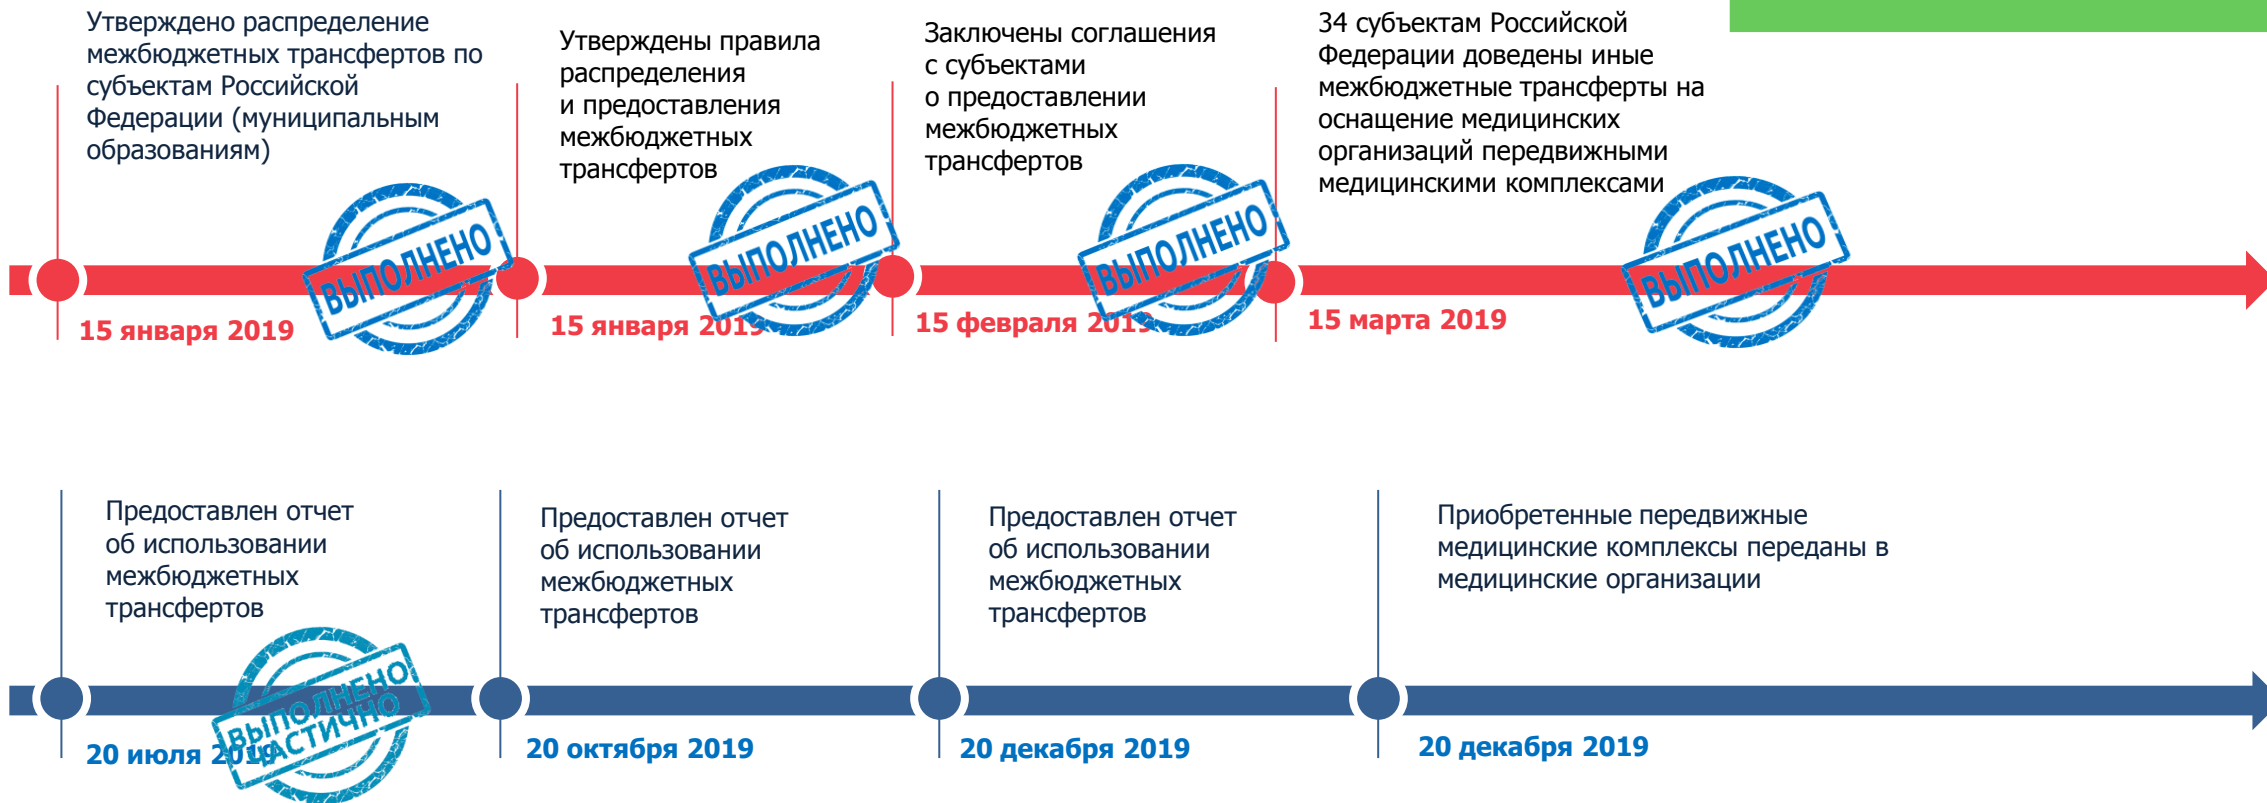 Утверждено распределение
межбюджетных трансфертов по
субъектам Российской
Федерации (муниципальным
образованиям)
ВЫПОЛНЕНО
15 января 2019
Утверждены правила
распределения
и предоставления
межбюджетных
трансфертов
ВЫПОЛНЕНО
15 января 2019
Заключены соглашения
с субъектами
о предоставлении
межбюджетных
трансфертов
ВЫПОЛНЕНО
15 февраля 2019
34 субъектам Российской
Федерации доведены иные
межбюджетные трансферты на
оснащение медицинских
организаций передвижными
медицинскими комплексами
ВЫПОЛНЕНО
15 марта 2019
Предоставлен отчет
об использовании
межбюджетных
трансфертов
ВЫПОЛНЕНО
ЧАСТИЧНО
20 июля 2019
Предоставлен отчет
об использовании
межбюджетных
трансфертов
20 октября 2019
Предоставлен отчет
об использовании
межбюджетных
трансфертов
20 декабря 2019
Приобретенные передвижные
медицинские комплексы переданы в
медицинские организации
20 декабря 2019